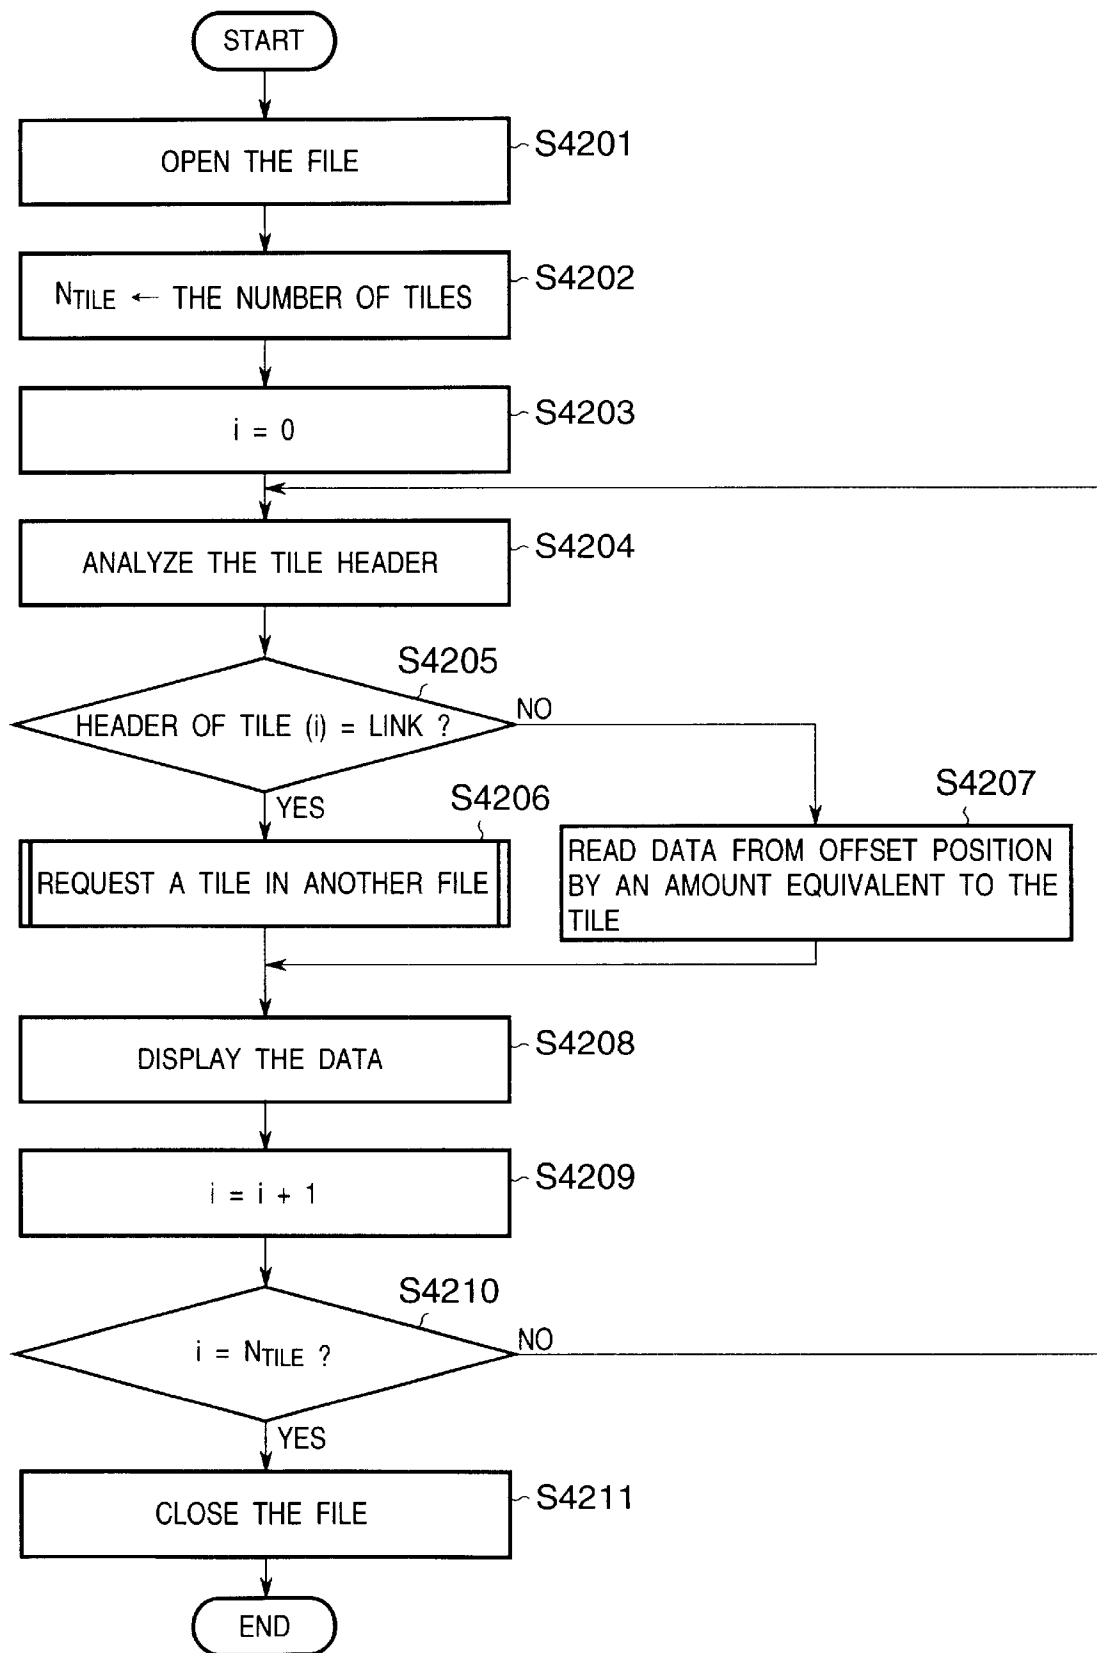 START
OPEN THE FILE
S4201
NTILE ← THE NUMBER OF TILES
S4202
i = 0
S4203
ANALYZE THE TILE HEADER
S4204
S4205
HEADER OF TILE (i) = LINK ?
NO
YES
S4206
REQUEST A TILE IN ANOTHER FILE
S4207
READ DATA FROM OFFSET POSITION
BY AN AMOUNT EQUIVALENT TO THE
TILE
DISPLAY THE DATA
S4208
i = i + 1
S4209
S4210
i = NTILE ?
NO
YES
CLOSE THE FILE
S4211
END